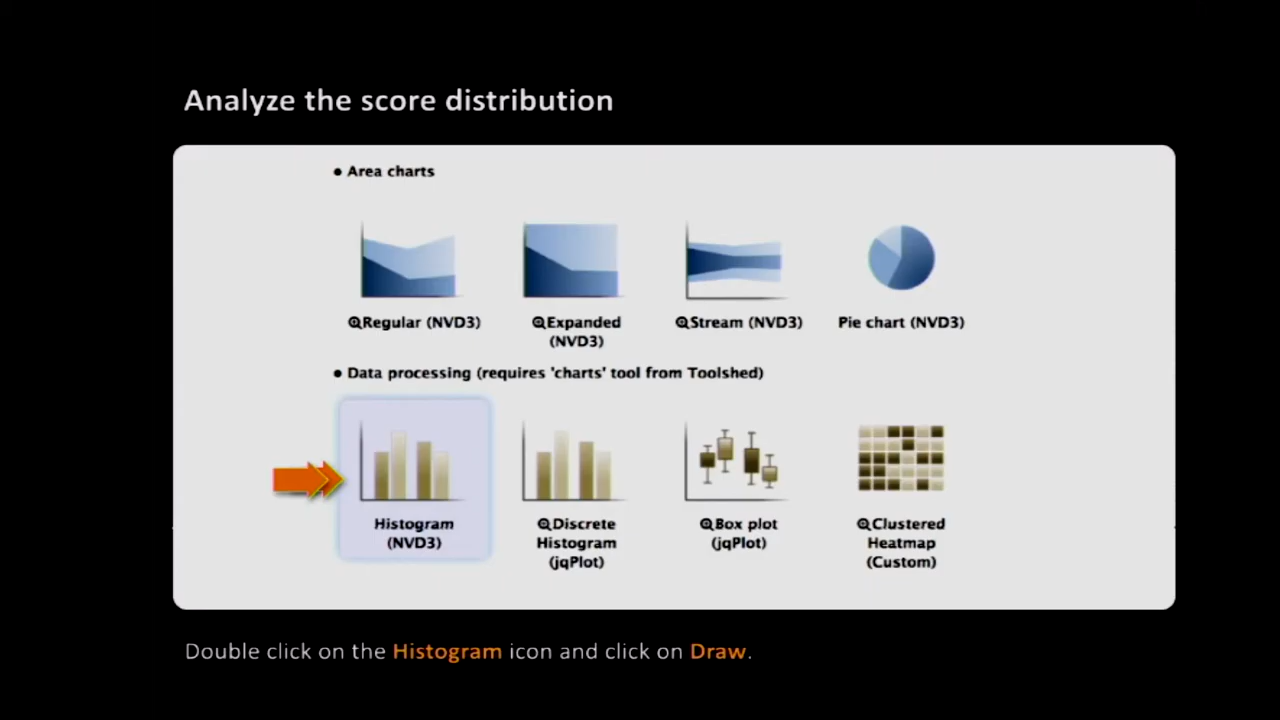 Analyze the score distribution
• Area charts
Regular (NVD3)
Expanded
(NVD3)
Stream (NVD3)
Pie chart (NVD3)
• Data processing (requires 'charts' tool from Toolshed)
Histogram
(NVD3)
Discrete
Histogram
(jqPlot)
Box plot
(jqPlot)
Clustered
Heatmap
(Custom)
Double click on the Histogram icon and click on Draw.